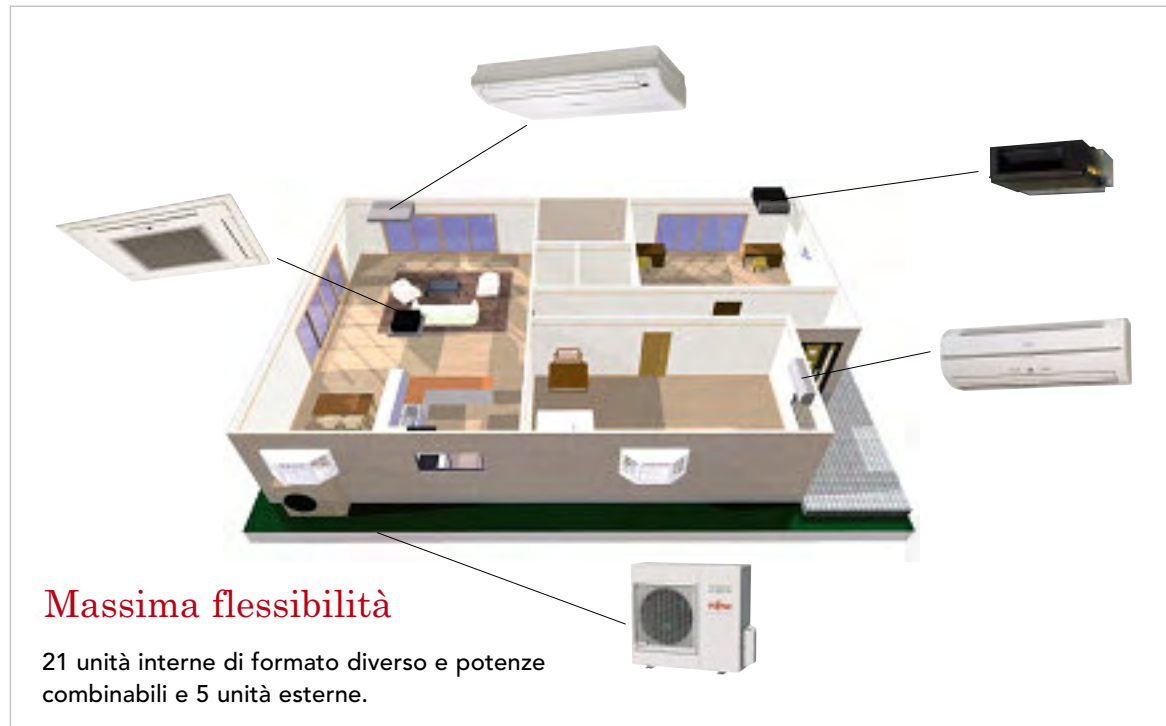 Massima flessibilità
21 unità interne di formato diverso e potenze
combinabili e 5 unità esterne.